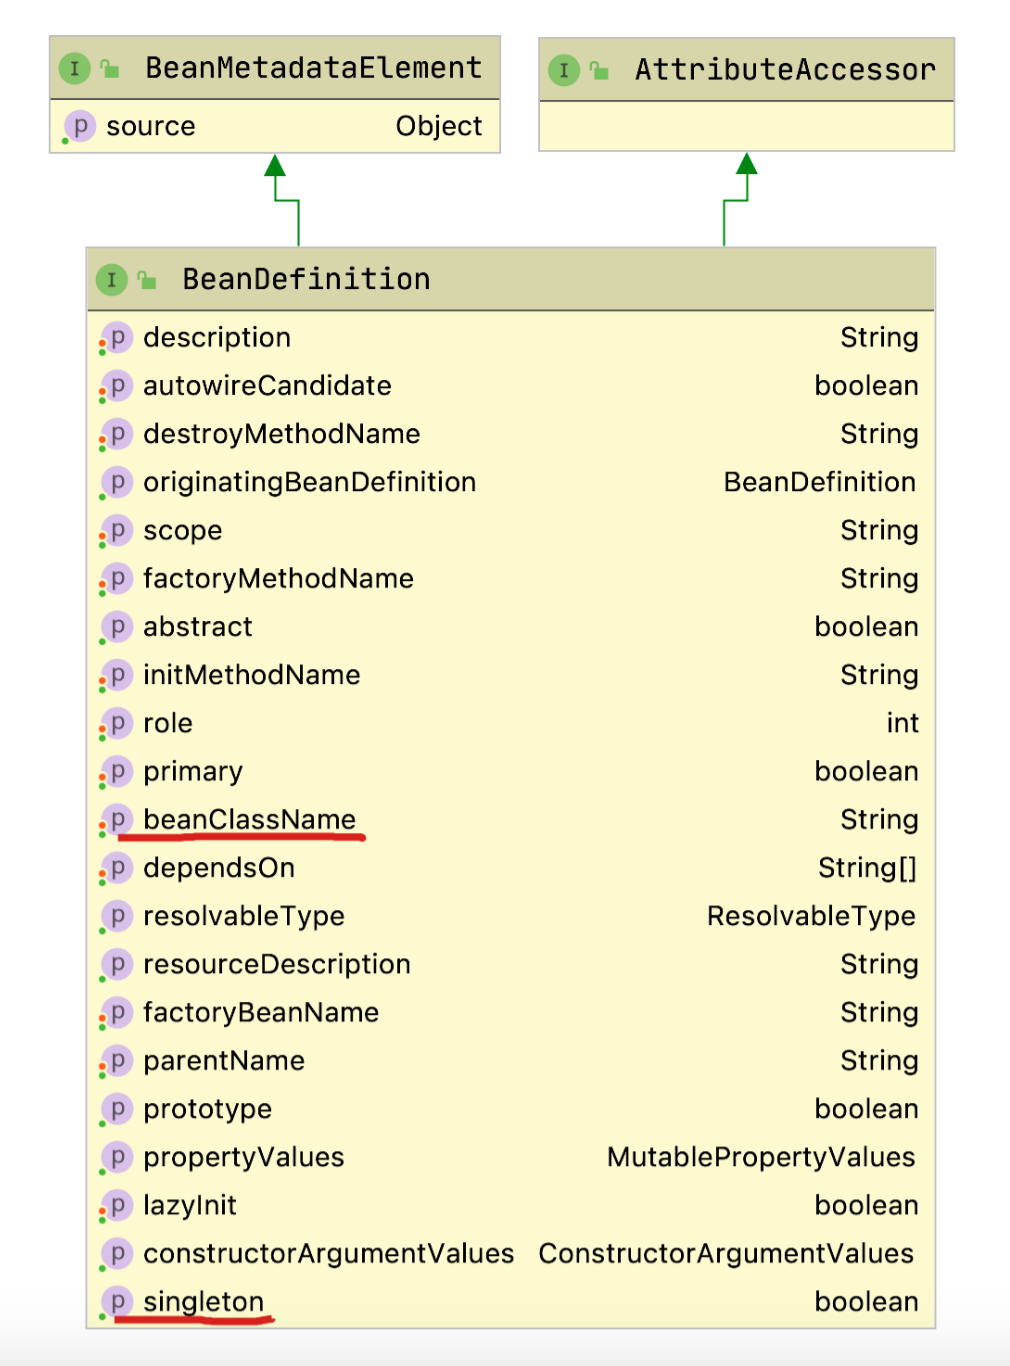 I BeanMetadataElement
p source Object
I AttributeAccessor
I BeanDefinition
p description String
p autowireCandidate boolean
p destroyMethodName String
p originatingBeanDefinition BeanDefinition
p scope String
p factoryMethodName String
p abstract boolean
p initMethodName String
p role int
p primary boolean
p beanClassName String
p dependsOn String[]
p resolvableType ResolvableType
p resourceDescription String
p factoryBeanName String
p parentName String
p prototype boolean
p propertyValues MutablePropertyValues
p lazyInit boolean
p constructorArgumentValues ConstructorArgumentValues
p singleton boolean